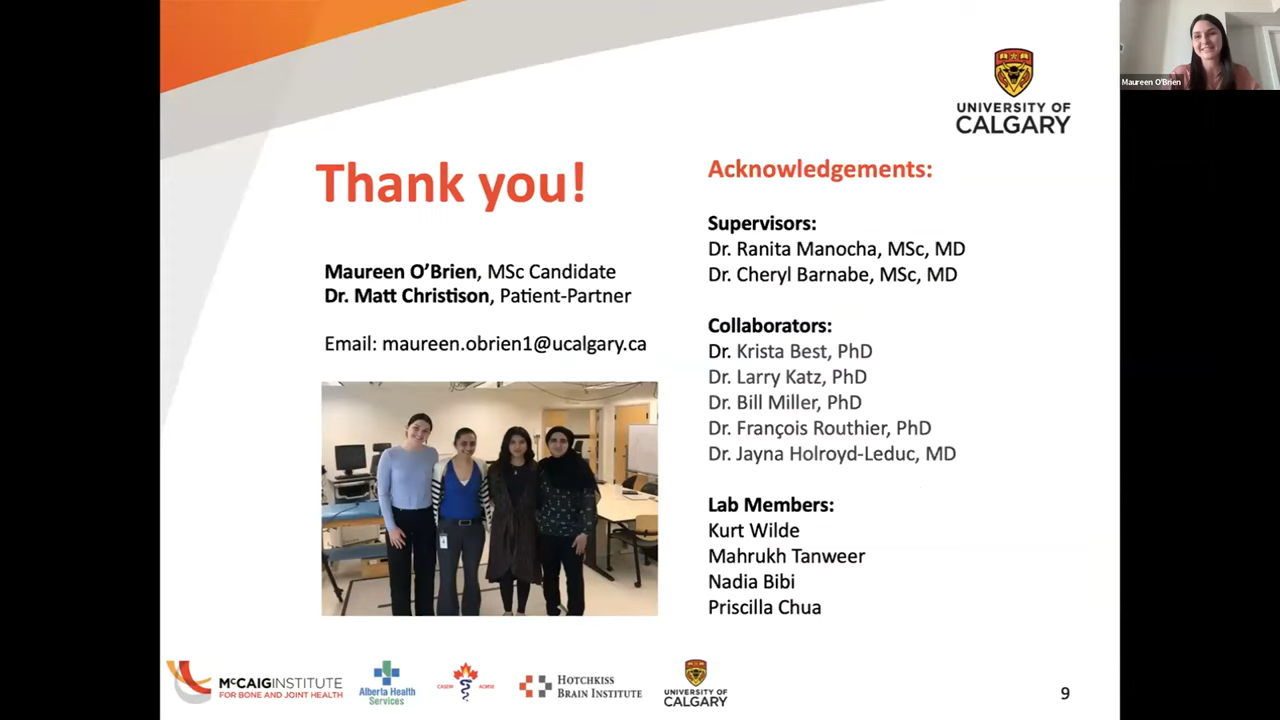 Maureen O'Brien
UNIVERSITY OF
CALGARY
Thank you!
Maureen O'Brien, MSc Candidate
Dr. Matt Christison, Patient-Partner
Email: maureen.obrien1@ucalgary.ca
Acknowledgements:
Supervisors:
Dr. Ranita Manocha, MSc, MD
Dr. Cheryl Barnabe, MSc, MD
Collaborators:
Dr. Krista Best, PhD
Dr. Larry Katz, PhD
Dr. Bill Miller, PhD
Dr. François Routhier, PhD
Dr. Jayna Holroyd-Leduc, MD
Lab Members:
Kurt Wilde
Mahrukh Tanweer
Nadia Bibi
Priscilla Chua
McCAIG INSTITUTE
FOR BONE AND JOINT HEALTH
Alberta Health
Services
CASEM ACMSE
HOTCHKISS
BRAIN INSTITUTE
UNIVERSITY OF
CALGARY
9